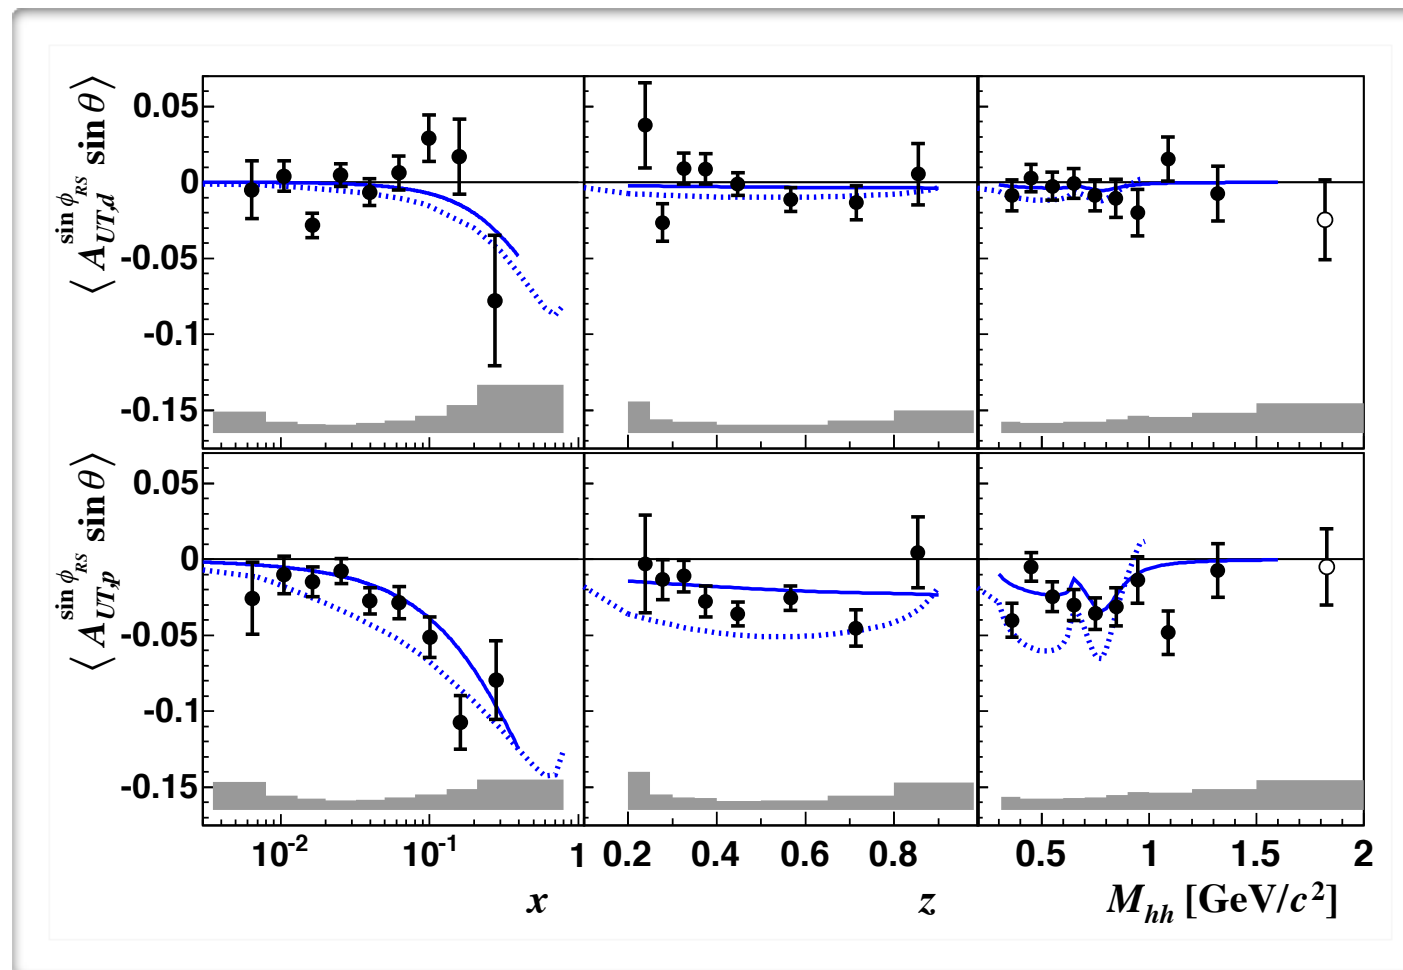 ⟨ A_{UT,d}^{sin ϕ_{RS}} sin θ ⟩
0.05
0
-0.05
-0.1
-0.15
⟨ A_{UT,p}^{sin ϕ_{RS}} sin θ ⟩
0.05
0
-0.05
-0.1
-0.15
10^{-2} 10^{-1} 1 0.2 0.4 0.6 0.8 0.5 1 1.5 2
x z M_{hh} [GeV/c^2]